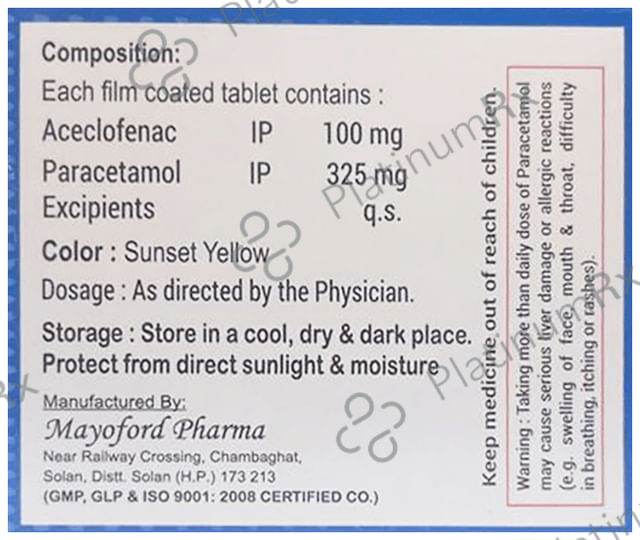 Composition:
Each film coated tablet contains :
Aceclofenac IP 100 mg
Paracetamol IP 325 mg
Excipients q.s.
Color : Sunset Yellow
Dosage : As directed by the Physician.
Storage : Store in a cool, dry & dark place.
Protect from direct sunlight & moisture
Manufactured By:
Mayoford Pharma
Near Railway Crossing, Chambaghat,
Solan, Distt. Solan (H.P.) 173 213
(GMP, GLP & ISO 9001: 2008 CERTIFIED CO.)
Keep medicine out of reach of children
Warning : Taking more than daily dose of Paracetamol
may cause serious liver damage or allergic reactions
(e.g. swelling of face, mouth & throat, difficulty
in breathing, itching or rashes).
PlatinumRx
PlatinumRx